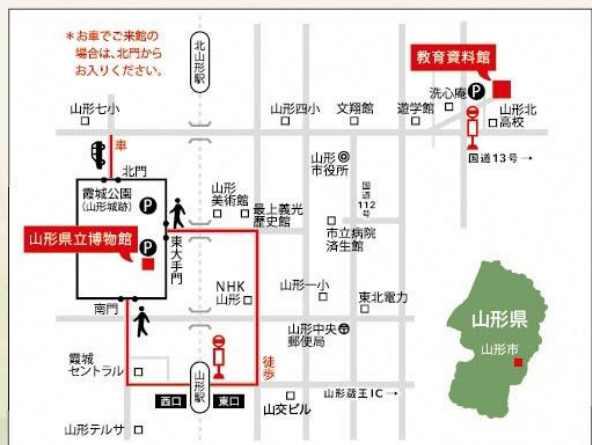 ＊お車でご来館の
場合は、北門から
お入りください。
北山形駅
教育資料館
洗心庵
P
山形七小
山形四小
文翔館
遊学館
山形北
高校
車
国道13号→
北門
山形
市役所
霞城公園
(山形城跡)
P
山形
美術館
最上義光
歴史館
国道
112
号
山形県立博物館
P
東大手門
市立病院
済生館
南門
NHK
山形
山形一小
東北電力
山形県
山形市
山形中央
郵便局
霞城
セントラル
徒歩
山形駅
西口
東口
山形蔵王IC→
山交ビル
山形テルサ